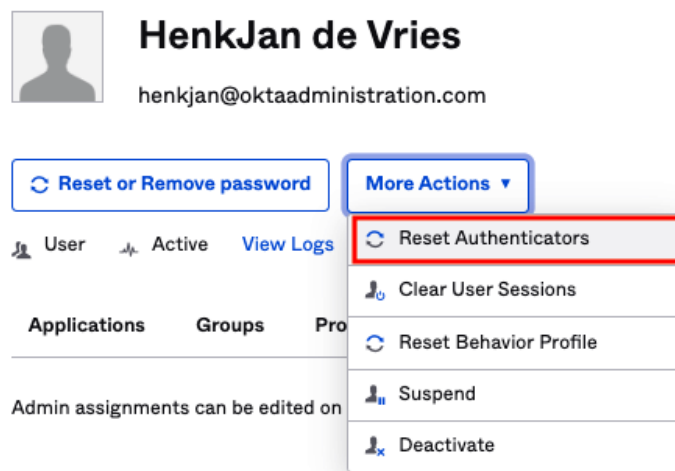 HenkJan de Vries
henkjan@oktaadministration.com
Reset or Remove password
More Actions
User
Active
View Logs
Reset Authenticators
Clear User Sessions
Reset Behavior Profile
Suspend
Deactivate
Applications
Groups
Pro
Admin assignments can be edited on